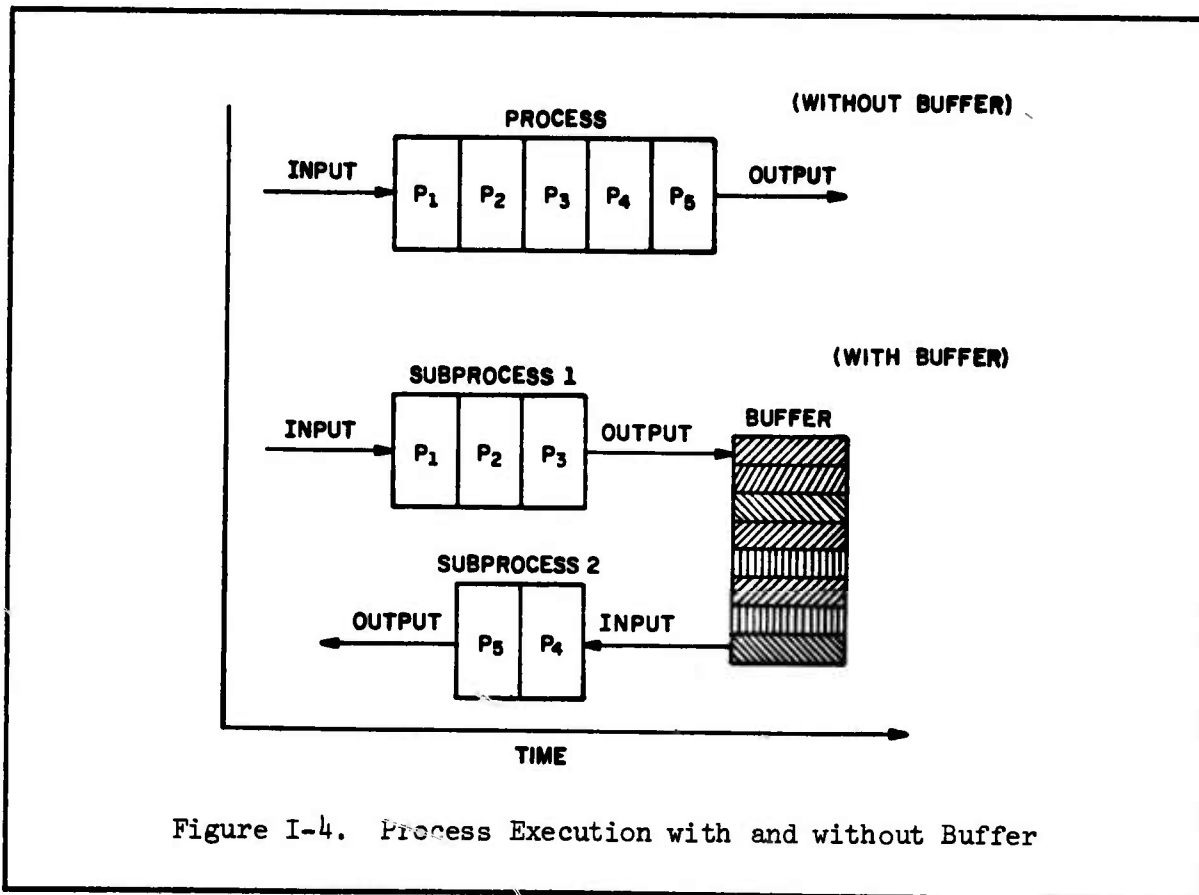 (WITHOUT BUFFER)
PROCESS
INPUT
P₁ P₂ P₃ P₄ P₅
OUTPUT
(WITH BUFFER)
SUBPROCESS 1
INPUT
P₁ P₂ P₃
OUTPUT
BUFFER
SUBPROCESS 2
OUTPUT
P₅ P₄
INPUT
TIME
Figure I-4. Process Execution with and without Buffer